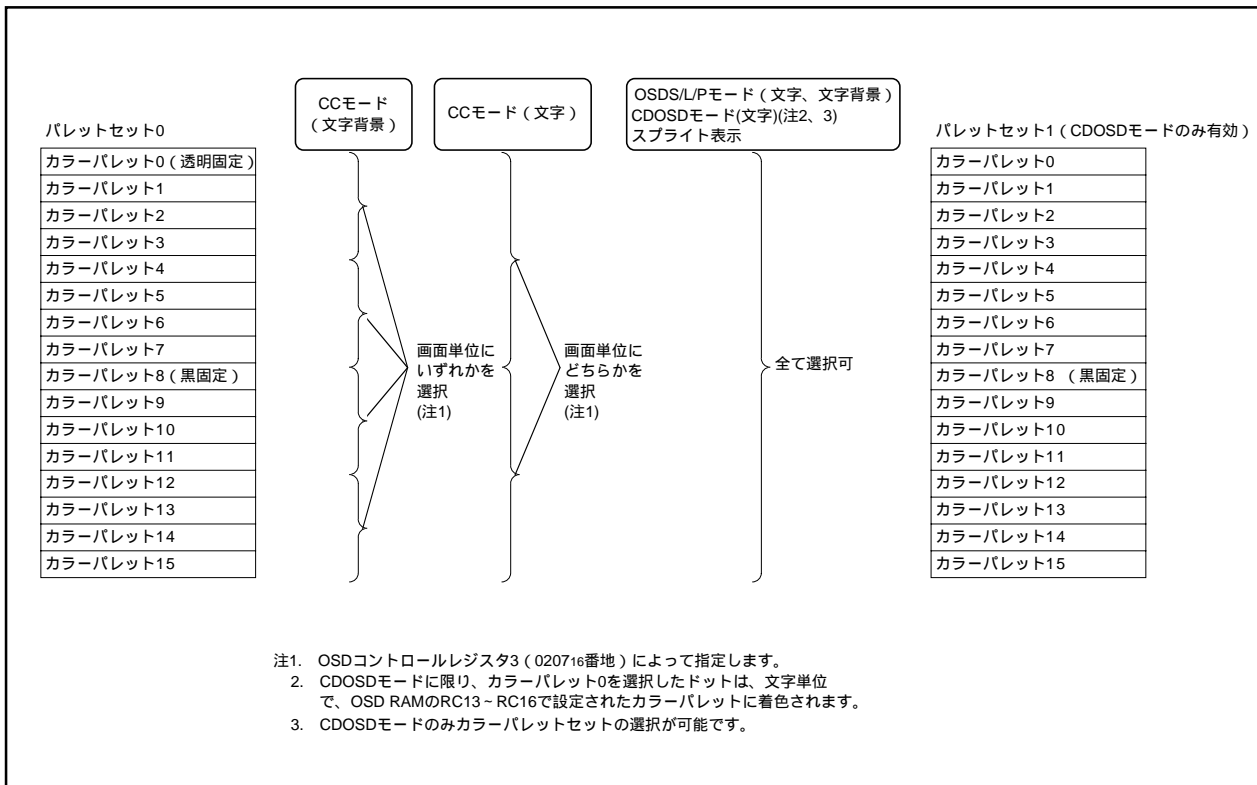 CCモード
（文字背景）
CCモード（文字）
OSDS/L/Pモード（文字、文字背景）
CDOSDモード(文字)(注2、3)
スプライト表示
パレットセット0
カラーパレット0（透明固定）
カラーパレット1
カラーパレット2
カラーパレット3
カラーパレット4
カラーパレット5
カラーパレット6
カラーパレット7
カラーパレット8（黒固定）
カラーパレット9
カラーパレット10
カラーパレット11
カラーパレット12
カラーパレット13
カラーパレット14
カラーパレット15
画面単位に
いずれかを
選択
(注1)
画面単位に
どちらかを
選択
(注1)
全て選択可
パレットセット1（CDOSDモードのみ有効）
カラーパレット0
カラーパレット1
カラーパレット2
カラーパレット3
カラーパレット4
カラーパレット5
カラーパレット6
カラーパレット7
カラーパレット8 （黒固定）
カラーパレット9
カラーパレット10
カラーパレット11
カラーパレット12
カラーパレット13
カラーパレット14
カラーパレット15
注1. OSDコントロールレジスタ3（020716番地）によって指定します。
2. CDOSDモードに限り、カラーパレット0を選択したドットは、文字単位
で、OSD RAMのRC13～RC16で設定されたカラーパレットに着色されます。
3. CDOSDモードのみカラーパレットセットの選択が可能です。